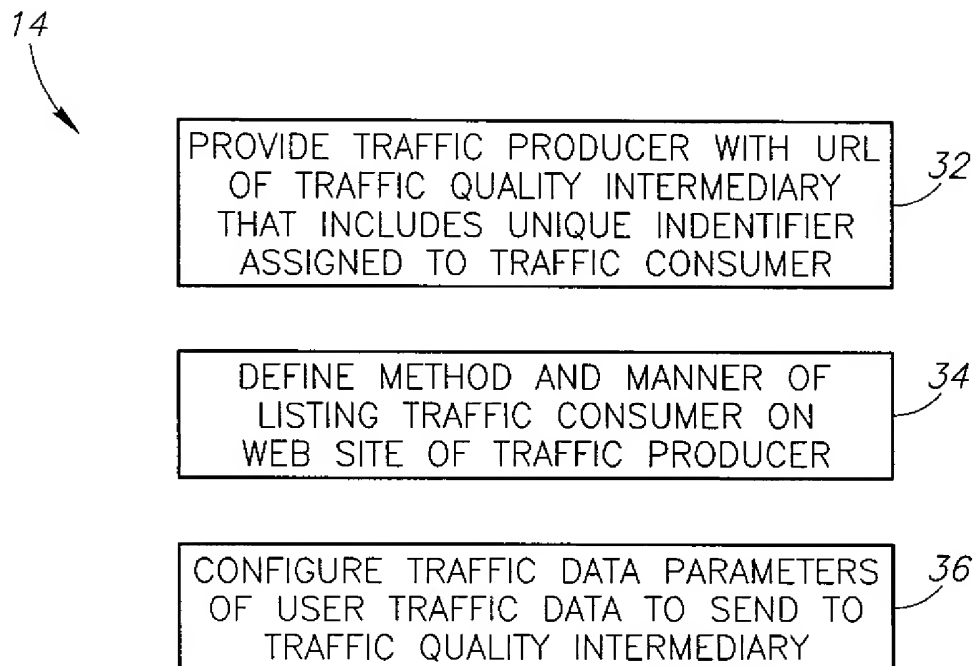 14
PROVIDE TRAFFIC PRODUCER WITH URL
OF TRAFFIC QUALITY INTERMEDIARY
THAT INCLUDES UNIQUE INDENTIFIER
ASSIGNED TO TRAFFIC CONSUMER
32
DEFINE METHOD AND MANNER OF
LISTING TRAFFIC CONSUMER ON
WEB SITE OF TRAFFIC PRODUCER
34
CONFIGURE TRAFFIC DATA PARAMETERS
OF USER TRAFFIC DATA TO SEND TO
TRAFFIC QUALITY INTERMEDIARY
36